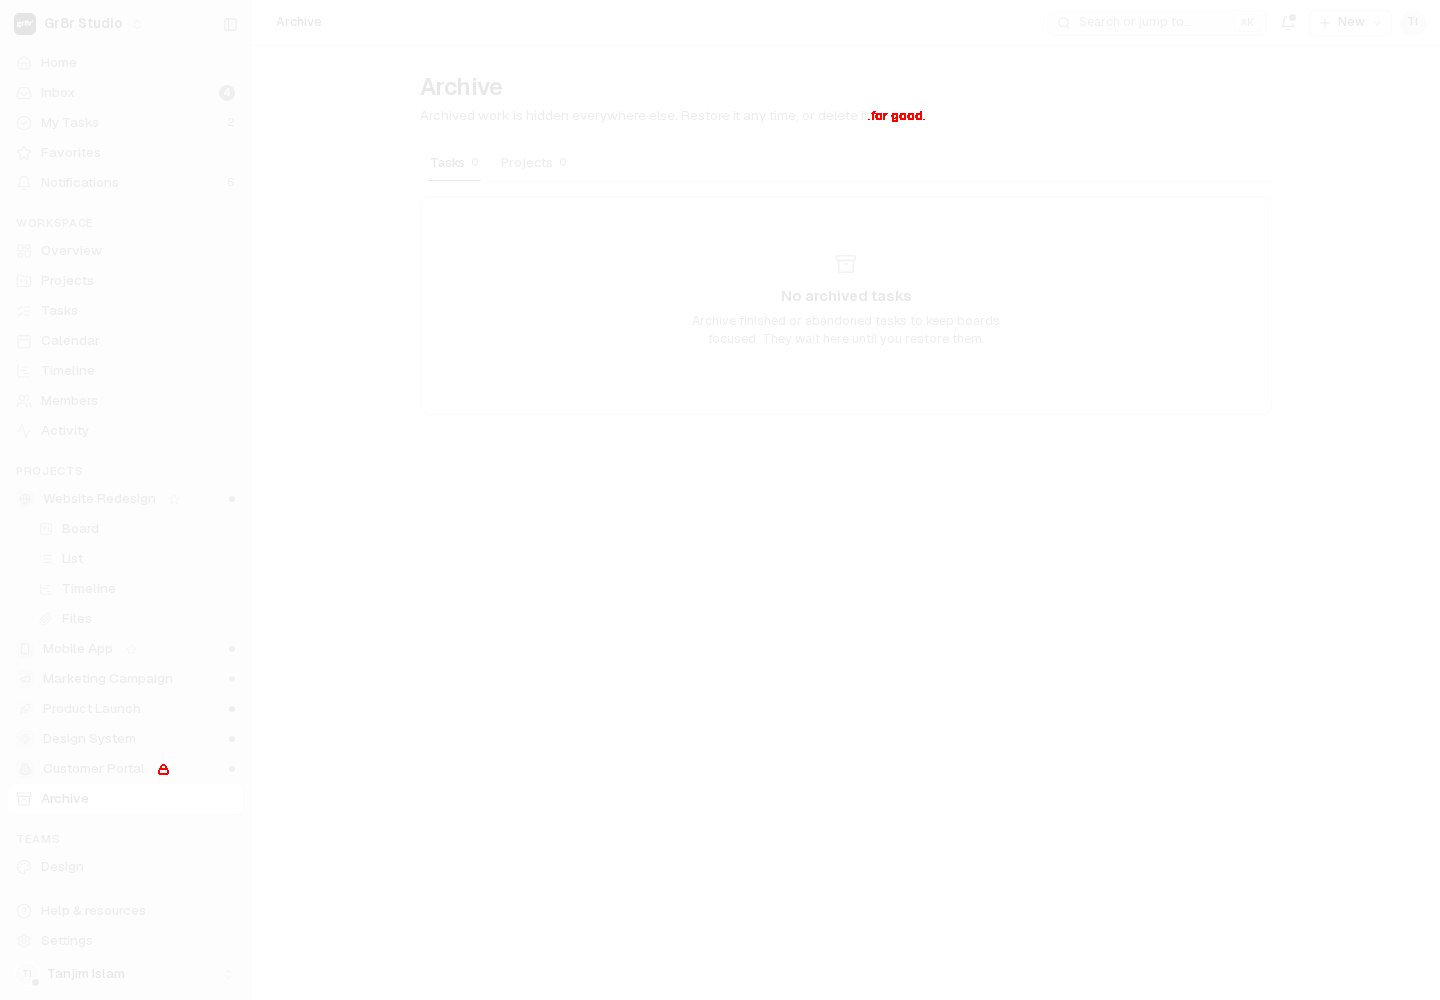 gr8r Gr8r Studio
Home
Inbox 4
My Tasks 2
Favorites
Notifications 6
WORKSPACE
Overview
Projects
Tasks
Calendar
Timeline
Members
Activity
PROJECTS
Website Redesign
Board
List
Timeline
Files
Mobile App
Marketing Campaign
Product Launch
Design System
Customer Portal
Archive
TEAMS
Design
Help & resources
Settings
TI Tanjim Islam
Archive
Search or jump to... ⌘K
New
TI
Archive
Archived work is hidden everywhere else. Restore it any time, or delete it
Tasks 0 Projects 0
No archived tasks
Archive finished or abandoned tasks to keep boards
focused. They wait here until you restore them.